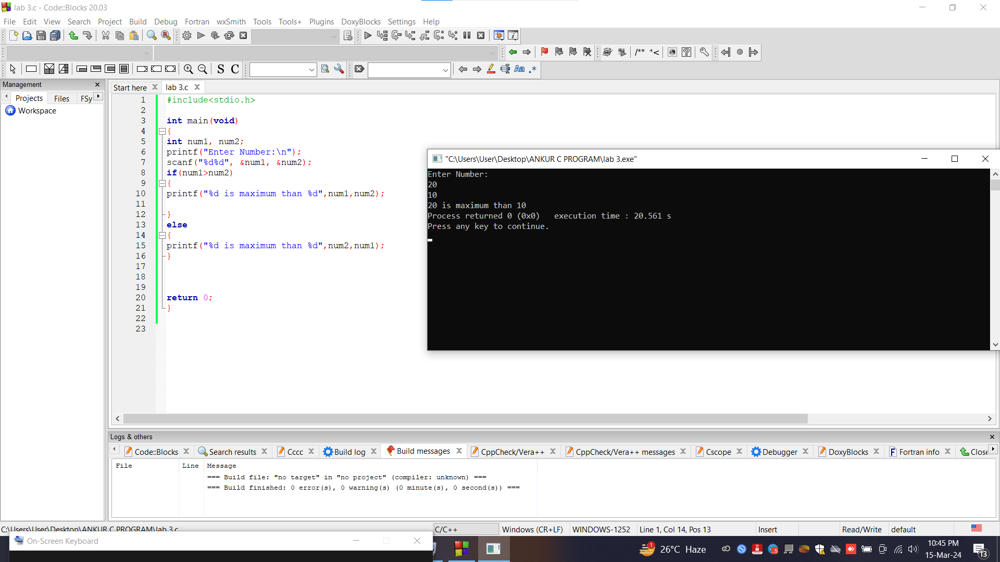 lab 3.c - Code::Blocks 20.03
File Edit View Search Project Build Debug Fortran wxSmith Tools Tools+ Plugins DoxyBlocks Settings Help
/** *<
S C
Aa .*
Management
Projects Files FSy
Workspace
Start here lab 3.c
1 #include<stdio.h>
2
3 int main(void)
4 {
5 int num1, num2;
6 printf("Enter Number:\n");
7 scanf("%d%d", &num1, &num2);
8 if(num1>num2)
9 {
10 printf("%d is maximum than %d",num1,num2);
11
12 }
13 else
14 {
15 printf("%d is maximum than %d",num2,num1);
16 }
17
18
19
20 return 0;
21 }
22
23
"C:\Users\User\Desktop\ANKUR C PROGRAM\lab 3.exe"
Enter Number:
20
10
20 is maximum than 10
Process returned 0 (0x0)   execution time : 20.561 s
Press any key to continue.
Logs & others
Code::Blocks Search results Cccc Build log Build messages CppCheck/Vera++ CppCheck/Vera++ messages Cscope Debugger DoxyBlocks Fortran info Close
File Line Message
=== Build file: "no target" in "no project" (compiler: unknown) ===
=== Build finished: 0 error(s), 0 warning(s) (0 minute(s), 0 second(s)) ===
C:\Users\User\Desktop\ANKUR C PROGRAM\lab 3.c C/C++ Windows (CR+LF) WINDOWS-1252 Line 1, Col 14, Pos 13 Insert Read/Write default
On-Screen Keyboard
1 26°C Haze
10:45 PM
15-Mar-24
13